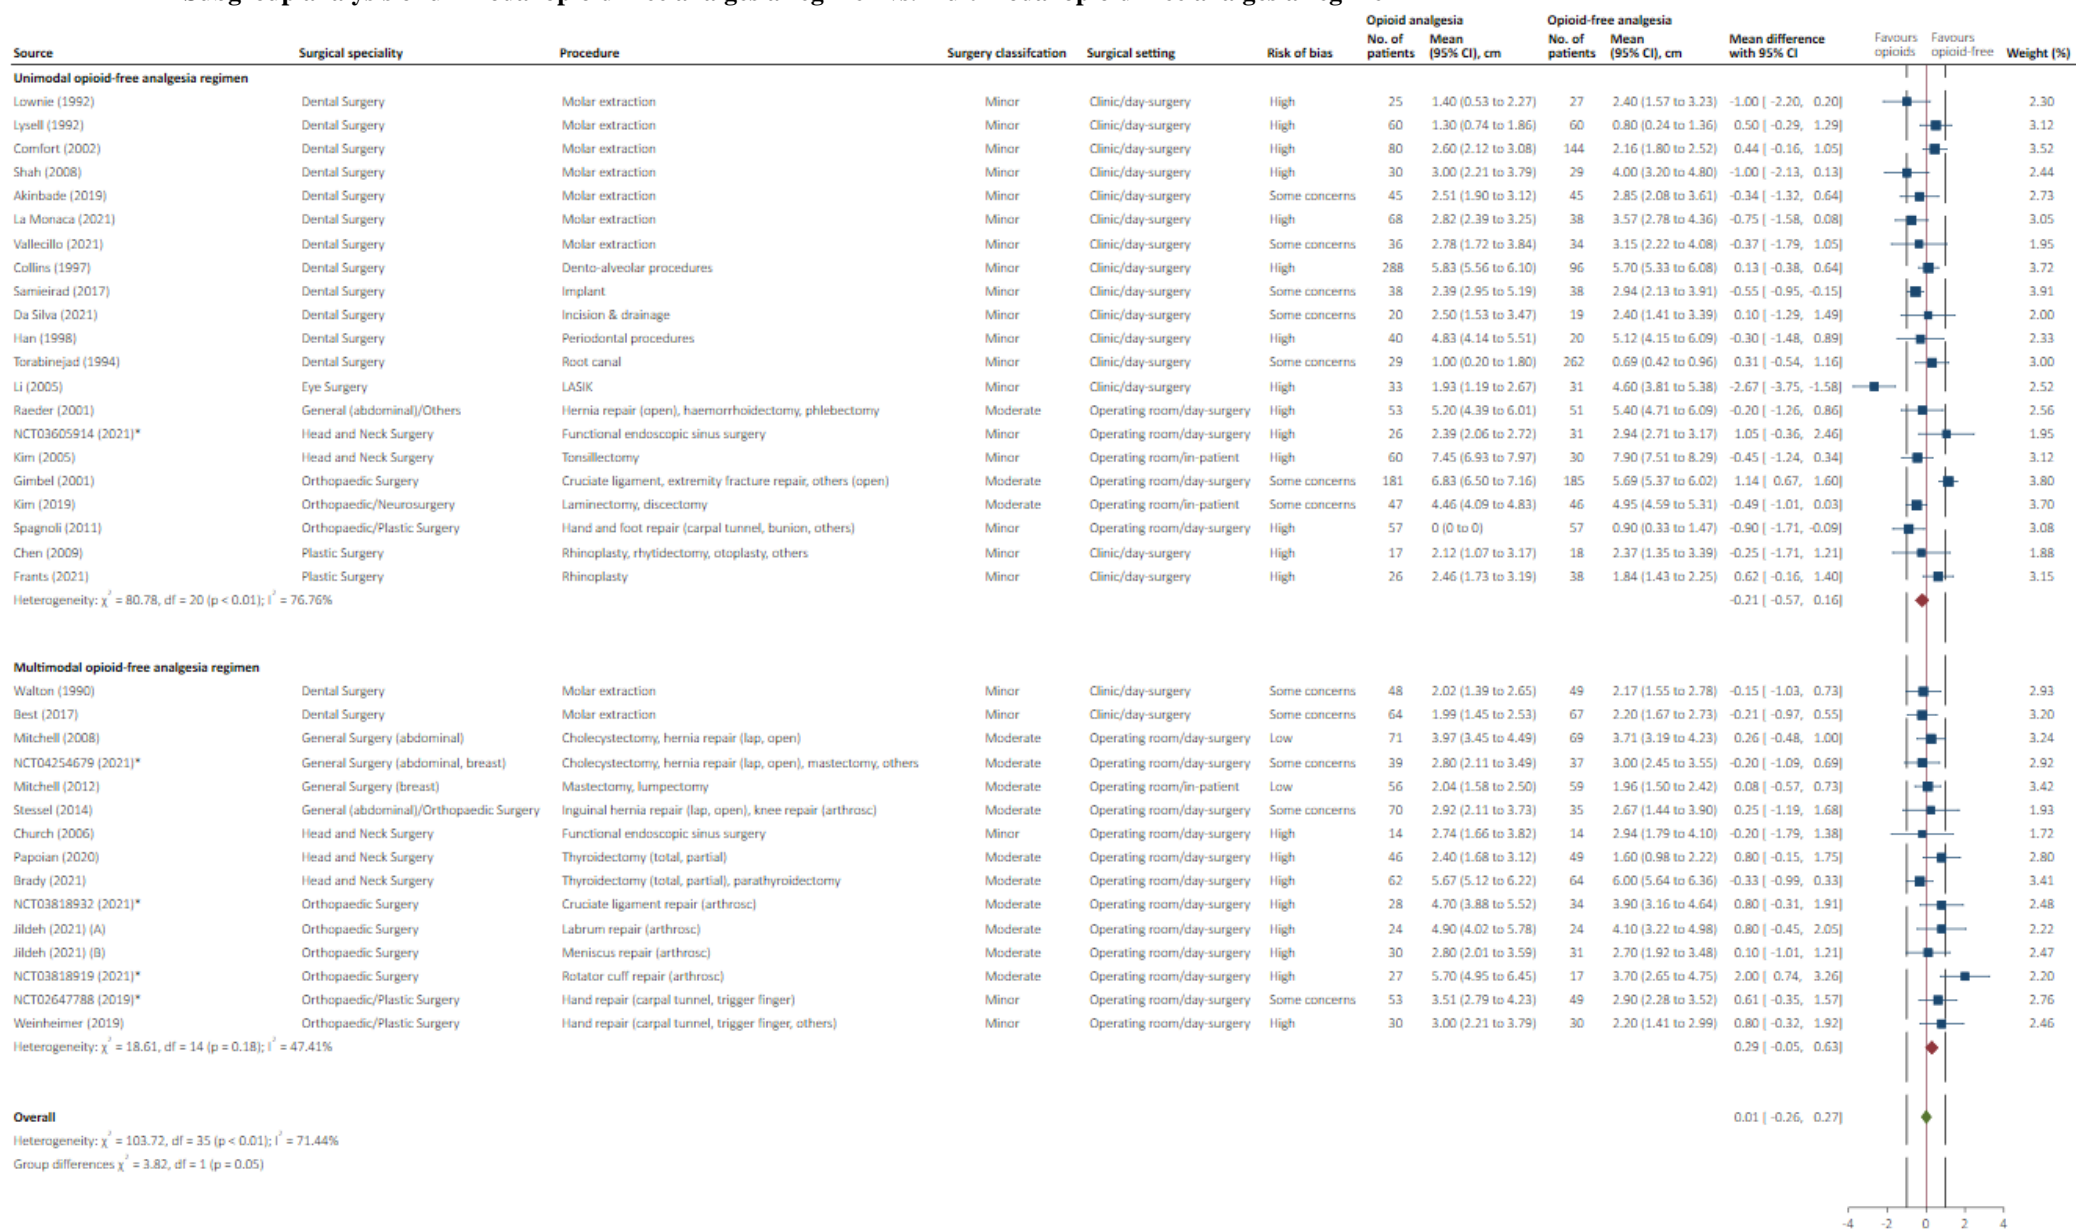 Subgroup analysis of unimodal opioid-free analgesia regimen vs. multimodal opioid-free analgesia regimen
Opioid analgesia Opioid-free analgesia
Source Surgical speciality Procedure Surgery classifcation Surgical setting Risk of bias No. of patients Mean (95% CI), cm No. of patients Mean (95% CI), cm Mean difference with 95% CI Favours opioids Favours opioid-free Weight (%)
Unimodal opioid-free analgesia regimen
Lownie (1992) Dental Surgery Molar extraction Minor Clinic/day-surgery High 25 1.40 (0.53 to 2.27) 27 2.40 (1.57 to 3.23) -1.00 [ -2.20, 0.20] 2.30
Lysell (1992) Dental Surgery Molar extraction Minor Clinic/day-surgery High 60 1.30 (0.74 to 1.86) 60 0.80 (0.24 to 1.36) 0.50 [ -0.29, 1.29] 3.12
Comfort (2002) Dental Surgery Molar extraction Minor Clinic/day-surgery High 80 2.60 (2.12 to 3.08) 144 2.16 (1.80 to 2.52) 0.44 [ -0.16, 1.05] 3.52
Shah (2008) Dental Surgery Molar extraction Minor Clinic/day-surgery High 30 3.00 (2.21 to 3.79) 29 4.00 (3.20 to 4.80) -1.00 [ -2.13, 0.13] 2.44
Akinbade (2019) Dental Surgery Molar extraction Minor Clinic/day-surgery Some concerns 45 2.51 (1.90 to 3.12) 45 2.85 (2.08 to 3.61) -0.34 [ -1.32, 0.64] 2.73
La Monaca (2021) Dental Surgery Molar extraction Minor Clinic/day-surgery High 68 2.82 (2.39 to 3.25) 38 3.57 (2.78 to 4.36) -0.75 [ -1.58, 0.08] 3.05
Vallecillo (2021) Dental Surgery Molar extraction Minor Clinic/day-surgery Some concerns 36 2.78 (1.72 to 3.84) 34 3.15 (2.22 to 4.08) -0.37 [ -1.79, 1.05] 1.95
Collins (1997) Dental Surgery Dento-alveolar procedures Minor Clinic/day-surgery High 288 5.83 (5.56 to 6.10) 96 5.70 (5.33 to 6.08) 0.13 [ -0.38, 0.64] 3.72
Samieirad (2017) Dental Surgery Implant Minor Clinic/day-surgery Some concerns 38 2.39 (2.95 to 5.19) 38 2.94 (2.13 to 3.91) -0.55 [ -0.95, -0.15] 3.91
Da Silva (2021) Dental Surgery Incision & drainage Minor Clinic/day-surgery Some concerns 20 2.50 (1.53 to 3.47) 19 2.40 (1.41 to 3.39) 0.10 [ -1.29, 1.49] 2.00
Han (1998) Dental Surgery Periodontal procedures Minor Clinic/day-surgery High 40 4.83 (4.14 to 5.51) 20 5.12 (4.15 to 6.09) -0.30 [ -1.48, 0.89] 2.33
Torabinejad (1994) Dental Surgery Root canal Minor Clinic/day-surgery Some concerns 29 1.00 (0.20 to 1.80) 262 0.69 (0.42 to 0.96) 0.31 [ -0.54, 1.16] 3.00
Li (2005) Eye Surgery LASIK Minor Clinic/day-surgery High 33 1.93 (1.19 to 2.67) 31 4.60 (3.81 to 5.38) -2.67 [ -3.75, -1.58] 2.52
Raeder (2001) General (abdominal)/Others Hernia repair (open), haemorrhoidectomy, phlebectomy Moderate Operating room/day-surgery High 53 5.20 (4.39 to 6.01) 51 5.40 (4.71 to 6.09) -0.20 [ -1.26, 0.86] 2.56
NCT03605914 (2021)* Head and Neck Surgery Functional endoscopic sinus surgery Minor Operating room/day-surgery High 26 2.39 (2.06 to 2.72) 31 2.94 (2.71 to 3.17) 1.05 [ -0.36, 2.46] 1.95
Kim (2005) Head and Neck Surgery Tonsillectomy Minor Operating room/in-patient High 60 7.45 (6.93 to 7.97) 30 7.90 (7.51 to 8.29) -0.45 [ -1.24, 0.34] 3.12
Gimbel (2001) Orthopaedic Surgery Cruciate ligament, extremity fracture repair, others (open) Moderate Operating room/day-surgery Some concerns 181 6.83 (6.50 to 7.16) 185 5.69 (5.37 to 6.02) 1.14 [ 0.67, 1.60] 3.80
Kim (2019) Orthopaedic/Neurosurgery Laminectomy, discectomy Moderate Operating room/in-patient Some concerns 47 4.46 (4.09 to 4.83) 46 4.95 (4.59 to 5.31) -0.49 [ -1.01, 0.03] 3.70
Spagnoli (2011) Orthopaedic/Plastic Surgery Hand and foot repair (carpal tunnel, bunion, others) Minor Operating room/day-surgery High 57 0 (0 to 0) 57 0.90 (0.33 to 1.47) -0.90 [ -1.71, -0.09] 3.08
Chen (2009) Plastic Surgery Rhinoplasty, rhytidectomy, otoplasty, others Minor Clinic/day-surgery High 17 2.12 (1.07 to 3.17) 18 2.37 (1.35 to 3.39) -0.25 [ -1.71, 1.21] 1.88
Frants (2021) Plastic Surgery Rhinoplasty Minor Clinic/day-surgery High 26 2.46 (1.73 to 3.19) 38 1.84 (1.43 to 2.25) 0.62 [ -0.16, 1.40] 3.15
Heterogeneity: χ² = 80.78, df = 20 (p < 0.01); I² = 76.76% -0.21 [ -0.57, 0.16]
Multimodal opioid-free analgesia regimen
Walton (1990) Dental Surgery Molar extraction Minor Clinic/day-surgery Some concerns 48 2.02 (1.39 to 2.65) 49 2.17 (1.55 to 2.78) -0.15 [ -1.03, 0.73] 2.93
Best (2017) Dental Surgery Molar extraction Minor Clinic/day-surgery Some concerns 64 1.99 (1.45 to 2.53) 67 2.20 (1.67 to 2.73) -0.21 [ -0.97, 0.55] 3.20
Mitchell (2008) General Surgery (abdominal) Cholecystectomy, hernia repair (lap, open) Moderate Operating room/day-surgery Low 71 3.97 (3.45 to 4.49) 69 3.71 (3.19 to 4.23) 0.26 [ -0.48, 1.00] 3.24
NCT04254679 (2021)* General Surgery (abdominal, breast) Cholecystectomy, hernia repair (lap, open), mastectomy, others Moderate Operating room/day-surgery Some concerns 39 2.80 (2.11 to 3.49) 37 3.00 (2.45 to 3.55) -0.20 [ -1.09, 0.69] 2.92
Mitchell (2012) General Surgery (breast) Mastectomy, lumpectomy Moderate Operating room/in-patient Low 56 2.04 (1.58 to 2.50) 59 1.96 (1.50 to 2.42) 0.08 [ -0.57, 0.73] 3.42
Stessel (2014) General (abdominal)/Orthopaedic Surgery Inguinal hernia repair (lap, open), knee repair (arthrosc) Moderate Operating room/day-surgery Some concerns 70 2.92 (2.11 to 3.73) 35 2.67 (1.44 to 3.90) 0.25 [ -1.19, 1.68] 1.93
Church (2006) Head and Neck Surgery Functional endoscopic sinus surgery Minor Operating room/day-surgery High 14 2.74 (1.66 to 3.82) 14 2.94 (1.79 to 4.10) -0.20 [ -1.79, 1.38] 1.72
Papoian (2020) Head and Neck Surgery Thyroidectomy (total, partial) Moderate Operating room/day-surgery High 46 2.40 (1.68 to 3.12) 49 1.60 (0.98 to 2.22) 0.80 [ -0.15, 1.75] 2.80
Brady (2021) Head and Neck Surgery Thyroidectomy (total, partial), parathyroidectomy Moderate Operating room/day-surgery High 62 5.67 (5.12 to 6.22) 64 6.00 (5.64 to 6.36) -0.33 [ -0.99, 0.33] 3.41
NCT03818932 (2021)* Orthopaedic Surgery Cruciate ligament repair (arthrosc) Moderate Operating room/day-surgery High 28 4.70 (3.88 to 5.52) 34 3.90 (3.16 to 4.64) 0.80 [ -0.31, 1.91] 2.48
Jildeh (2021) (A) Orthopaedic Surgery Labrum repair (arthrosc) Moderate Operating room/day-surgery High 24 4.90 (4.02 to 5.78) 24 4.10 (3.22 to 4.98) 0.80 [ -0.45, 2.05] 2.22
Jildeh (2021) (B) Orthopaedic Surgery Meniscus repair (arthrosc) Moderate Operating room/day-surgery High 30 2.80 (2.01 to 3.59) 31 2.70 (1.92 to 3.48) 0.10 [ -1.01, 1.21] 2.47
NCT03818919 (2021)* Orthopaedic Surgery Rotator cuff repair (arthrosc) Moderate Operating room/day-surgery High 27 5.70 (4.95 to 6.45) 17 3.70 (2.65 to 4.75) 2.00 [ 0.74, 3.26] 2.20
NCT02647788 (2019)* Orthopaedic/Plastic Surgery Hand repair (carpal tunnel, trigger finger) Minor Operating room/day-surgery Some concerns 53 3.51 (2.79 to 4.23) 49 2.90 (2.28 to 3.52) 0.61 [ -0.35, 1.57] 2.76
Weinheimer (2019) Orthopaedic/Plastic Surgery Hand repair (carpal tunnel, trigger finger, others) Minor Operating room/day-surgery High 30 3.00 (2.21 to 3.79) 30 2.20 (1.41 to 2.99) 0.80 [ -0.32, 1.92] 2.46
Heterogeneity: χ² = 18.61, df = 14 (p = 0.18); I² = 47.41% 0.29 [ -0.05, 0.63]
Overall 0.01 [ -0.26, 0.27]
Heterogeneity: χ² = 103.72, df = 35 (p < 0.01); I² = 71.44%
Group differences χ² = 3.82, df = 1 (p = 0.05)
-4 -2 0 2 4